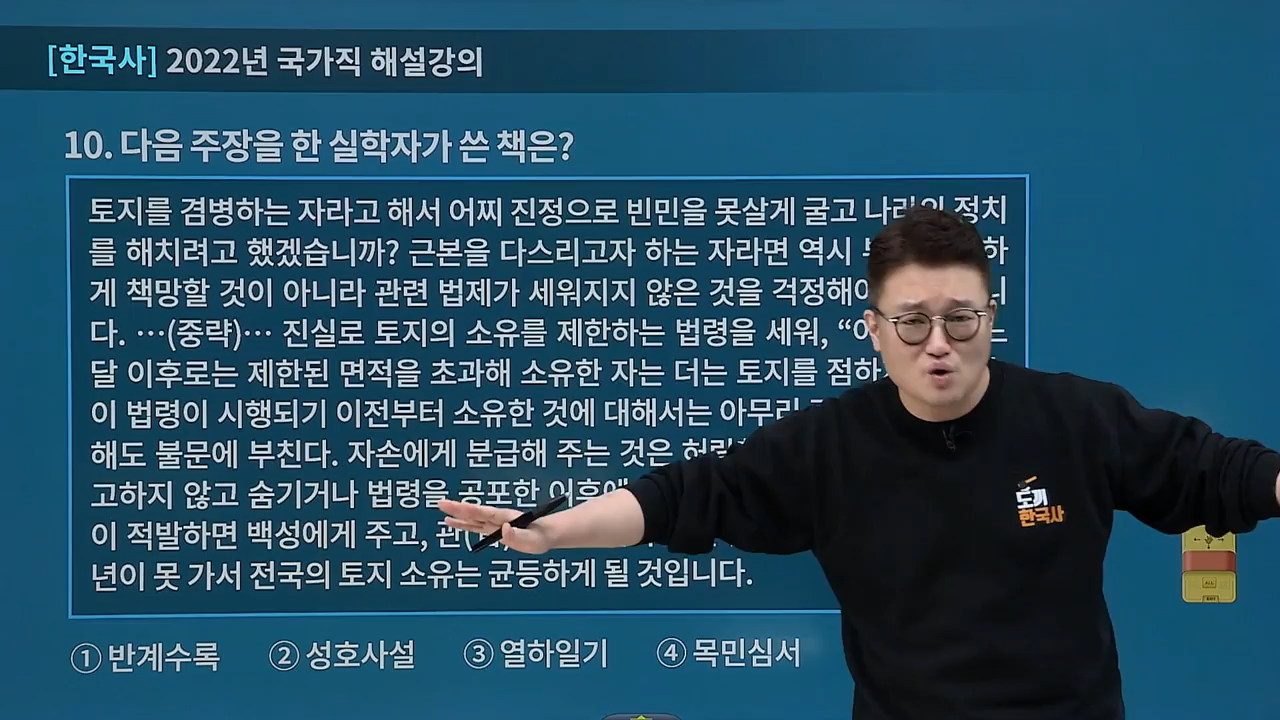 [한국사] 2022년 국가직 해설강의
10. 다음 주장을 한 실학자가 쓴 책은?
토지를 겸병하는 자라고 해서 어찌 진정으로 빈민을 못살게 굴고 나라의 정치
를 해치려고 했겠습니까? 근본을 다스리고자 하는 자라면 역시
게 책망할 것이 아니라 관련 법제가 세워지지 않은 것을 걱정해야
다. …(중략)… 진실로 토지의 소유를 제한하는 법령을 세워,
달 이후로는 제한된 면적을 초과해 소유한 자는 더는 토지를
이 법령이 시행되기 이전부터 소유한 것에 대해서는 아무리
해도 불문에 부친다. 자손에게 분급해 주는 것은
고하지 않고 숨기거나 법령을 공포한 이후에
이 적발하면 백성에게 주고,
년이 못 가서 전국의 토지 소유는 균등하게 될 것입니다.
① 반계수록 ② 성호사설 ③ 열하일기 ④ 목민심서
도끼
한국사